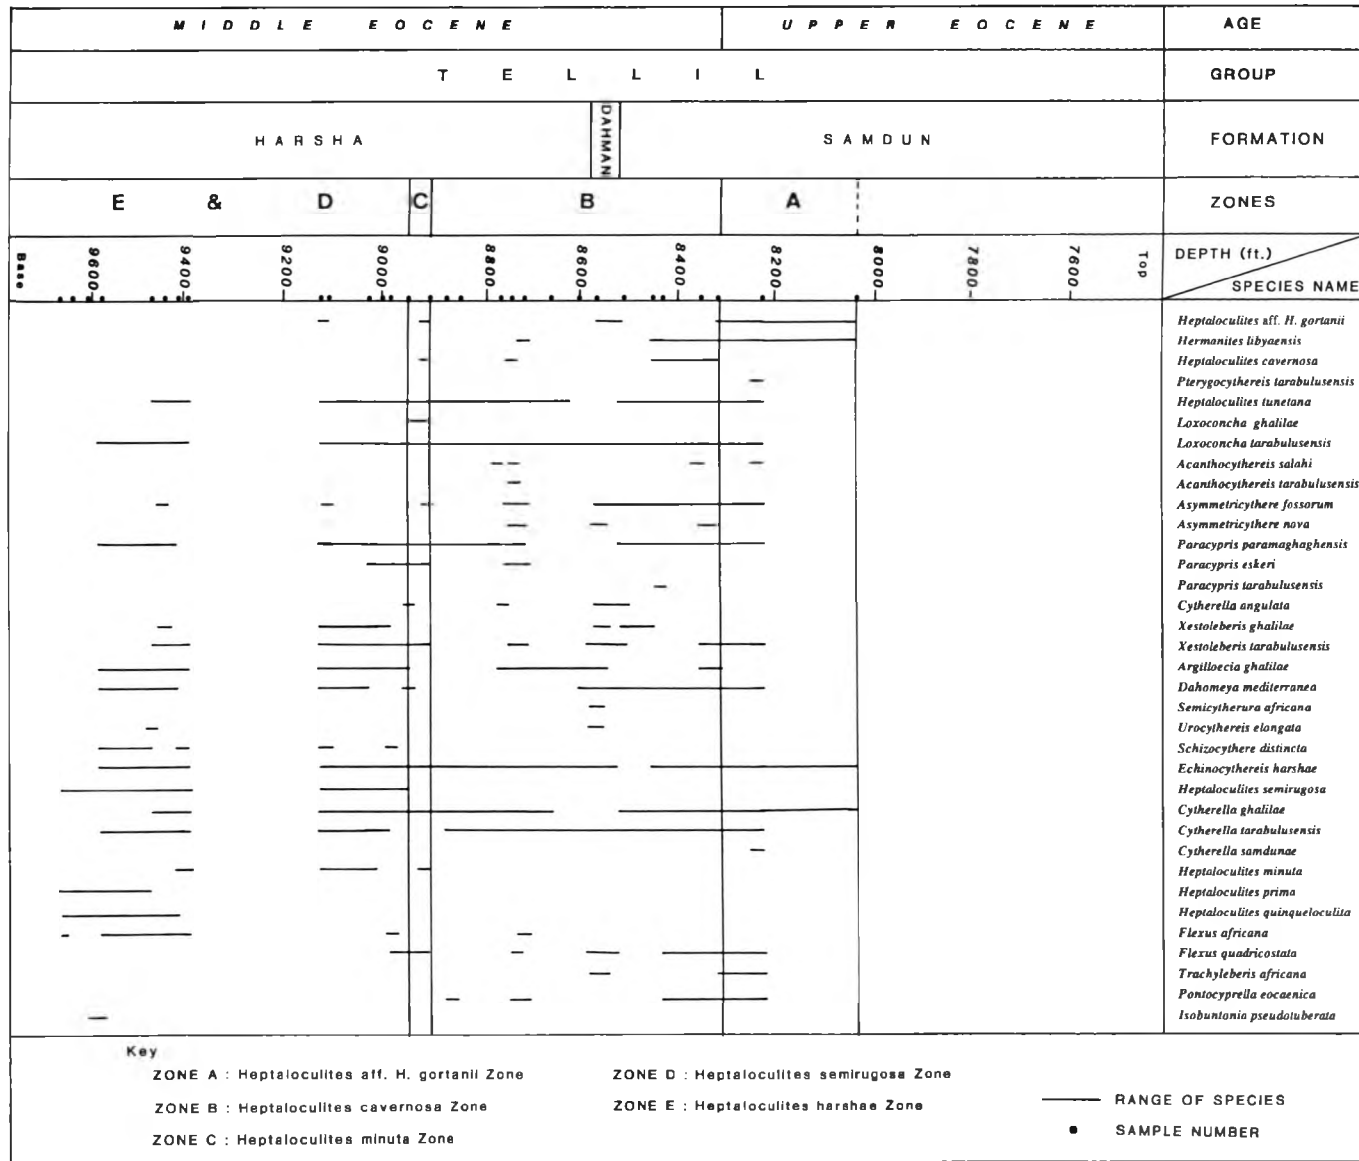 M I D D L E E O C E N E U P P E R E O C E N E AGE
T E L L I L GROUP
HARSHA DAHMAN SAMDUN FORMATION
E & D C B A ZONES
Base 9600 9400 9200 9000 8800 8600 8400 8200 8000 7800 7600 Top DEPTH (ft.)
SPECIES NAME
Heptaloculites aff. H. gortanii
Hermanites libyaensis
Heptaloculites cavernosa
Pterygocythereis tarabulusensis
Heptaloculites tunetana
Loxoconcha ghalilae
Loxoconcha tarabulusensis
Acanthocythereis salahi
Acanthocythereis tarabulusensis
Asymmetricythere fossorum
Asymmetricythere nova
Paracypris paramaghaghensis
Paracypris eskeri
Paracypris tarabulusensis
Cytherella angulata
Xestoleberis ghalilae
Xestoleberis tarabulusensis
Argilloecia ghalilae
Dahomeya mediterranea
Semicytherura africana
Urocythereis elongata
Schizocythere distincta
Echinocythereis harshae
Heptaloculites semirugosa
Cytherella ghalilae
Cytherella tarabulusensis
Cytherella samdunae
Heptaloculites minuta
Heptaloculites prima
Heptaloculites quinqueloculita
Flexus africana
Flexus quadricostata
Trachyleberis africana
Pontocyprella eocaenica
Isobuntonia pseudotuberata
Key
ZONE A : Heptaloculites aff. H. gortanii Zone
ZONE B : Heptaloculites cavernosa Zone
ZONE C : Heptaloculites minuta Zone
ZONE D : Heptaloculites semirugosa Zone
ZONE E : Heptaloculites harshae Zone
RANGE OF SPECIES
SAMPLE NUMBER